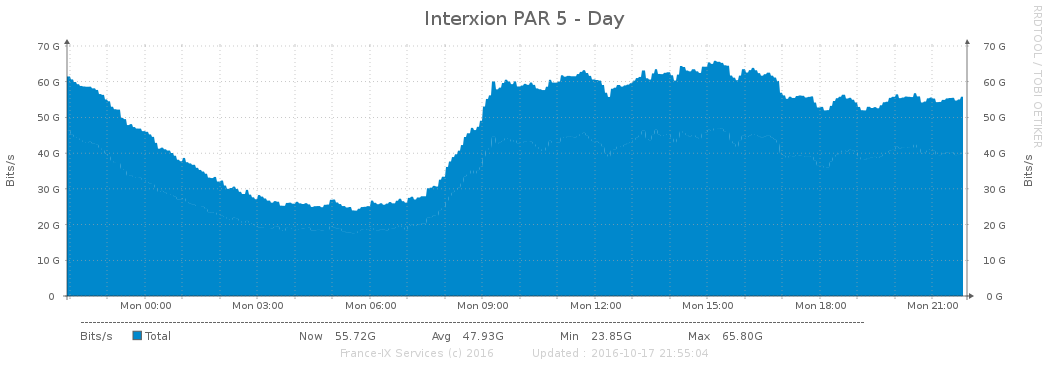 Interxion PAR 5 - Day
RRDTOOL / TOBI OETIKER
70 G 70 G
60 G 60 G
50 G 50 G
40 G 40 G
30 G 30 G
20 G 20 G
10 G 10 G
0 0 G
Bits/s Bits/s
Mon 00:00 Mon 03:00 Mon 06:00 Mon 09:00 Mon 12:00 Mon 15:00 Mon 18:00 Mon 21:00
Bits/s Total Now 55.72G Avg 47.93G Min 23.85G Max 65.80G
France-IX Services (c) 2016 Updated : 2016-10-17 21:55:04